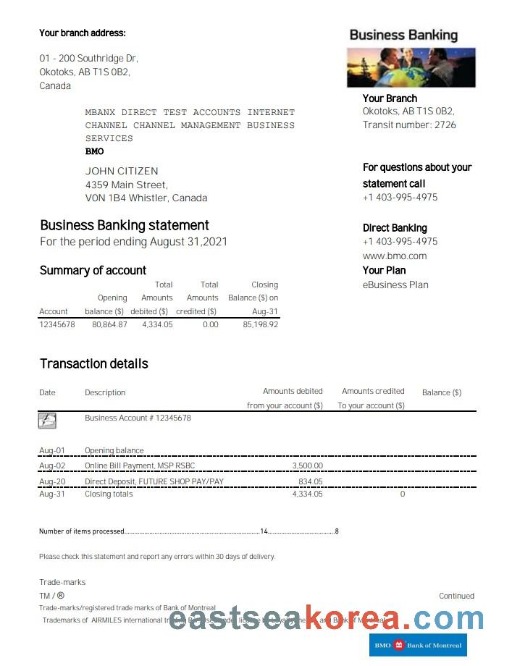 Your branch address:
01 - 200 Southridge Dr,
Okotoks, AB T1S 0B2,
Canada
MBANX DIRECT TEST ACCOUNTS INTERNET
CHANNEL CHANNEL MANAGEMENT BUSINESS
SERVICES
BMO
JOHN CITIZEN
4359 Main Street,
V0N 1B4 Whistler, Canada
Business Banking
Your Branch
Okotoks, AB T1S 0B2,
Transit number: 2726
For questions about your
statement call
+1 403-995-4975
Direct Banking
+1 403-995-4975
www.bmo.com
Your Plan
eBusiness Plan
Business Banking statement
For the period ending August 31,2021
Summary of account
Total Total Closing
Opening Amounts Amounts Balance ($) on
Account balance ($) debited ($) credited ($) Aug-31
12345678 80,864.87 4,334.05 0.00 85,198.92
Transaction details
Date Description Amounts debited Amounts credited Balance ($)
from your account ($) To your account ($)
Business Account # 12345678
Aug-01 Opening balance
Aug-02 Online Bill Payment, MSP RSBC 3,500.00
Aug-20 Direct Deposit, FUTURE SHOP PAY/PAY 834.05
Aug-31 Closing totals 4,334.05 0
Number of items processed...14...8
Please check this statement and report any errors within 30 days of delivery.
Trade-marks
TM / ® Continued
Trade-marks/registered trade marks of Bank of Montreal
Trademarks of AIRMILES international
eastseakorea.com
BMO Bank of Montreal